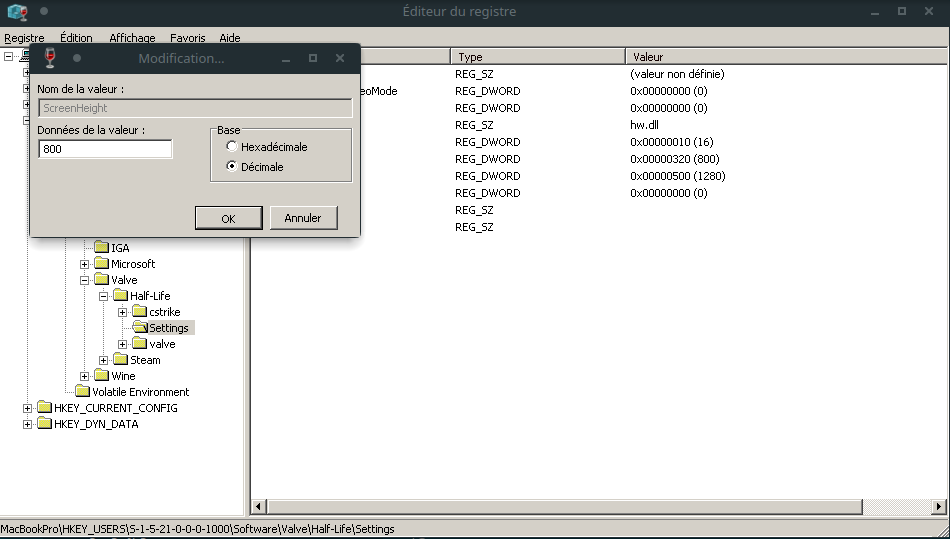 Éditeur du registre
Registre Édition Affichage Favoris Aide
Modification...
Nom de la valeur :
ScreenHeight
Données de la valeur :
800
Base
Hexadécimale
Décimale
OK Annuler
Type Valeur
REG_SZ (valeur non définie)
eoMode REG_DWORD 0x00000000 (0)
REG_DWORD 0x00000000 (0)
REG_SZ hw.dll
REG_DWORD 0x00000010 (16)
REG_DWORD 0x00000320 (800)
REG_DWORD 0x00000500 (1280)
REG_DWORD 0x00000000 (0)
REG_SZ
REG_SZ
IGA
Microsoft
Valve
Half-Life
cstrike
Settings
valve
Steam
Wine
Volatile Environment
HKEY_CURRENT_CONFIG
HKEY_DYN_DATA
MacBookPro\HKEY_USERS\S-1-5-21-0-0-0-1000\Software\Valve\Half-Life\Settings